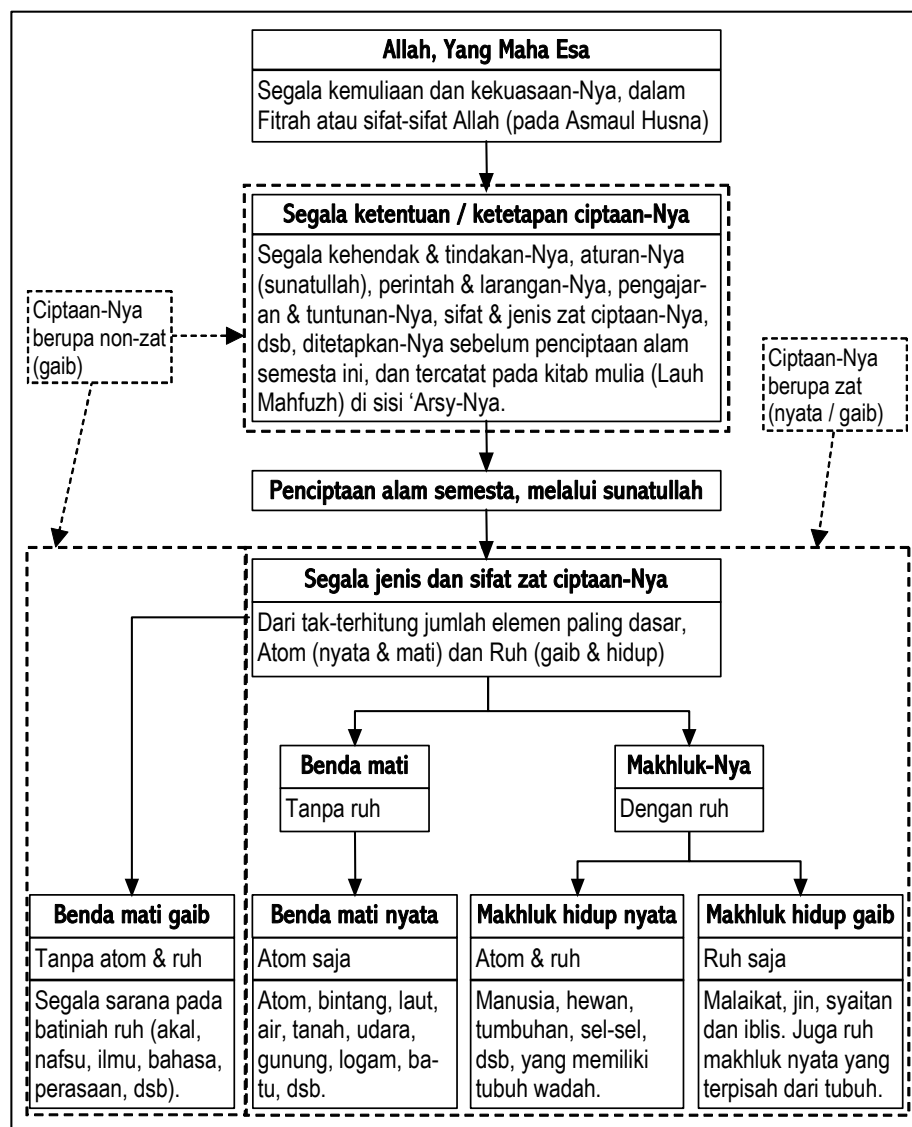 Allah, Yang Maha Esa
Segala kemuliaan dan kekuasaan-Nya, dalam
Fitrah atau sifat-sifat Allah (pada Asmaul Husna)
Segala ketentuan / ketetapan ciptaan-Nya
Segala kehendak & tindakan-Nya, aturan-Nya
(sunatullah), perintah & larangan-Nya, pengajar-
an & tuntunan-Nya, sifat & jenis zat ciptaan-Nya,
dsb, ditetapkan-Nya sebelum penciptaan alam
semesta ini, dan tercatat pada kitab mulia (Lauh
Mahfuzh) di sisi ‘Arsy-Nya.
Ciptaan-Nya
berupa non-zat
(gaib)
Ciptaan-Nya
berupa zat
(nyata / gaib)
Penciptaan alam semesta, melalui sunatullah
Segala jenis dan sifat zat ciptaan-Nya
Dari tak-terhitung jumlah elemen paling dasar,
Atom (nyata & mati) dan Ruh (gaib & hidup)
Benda mati
Tanpa ruh
Makhluk-Nya
Dengan ruh
Benda mati gaib
Tanpa atom & ruh
Segala sarana pada
batiniah ruh (akal,
nafsu, ilmu, bahasa,
perasaan, dsb).
Benda mati nyata
Atom saja
Atom, bintang, laut,
air, tanah, udara,
gunung, logam, ba-
tu, dsb.
Makhluk hidup nyata
Atom & ruh
Manusia, hewan,
tumbuhan, sel-sel,
dsb, yang memiliki
tubuh wadah.
Makhluk hidup gaib
Ruh saja
Malaikat, jin, syaitan
dan iblis. Juga ruh
makhluk nyata yang
terpisah dari tubuh.